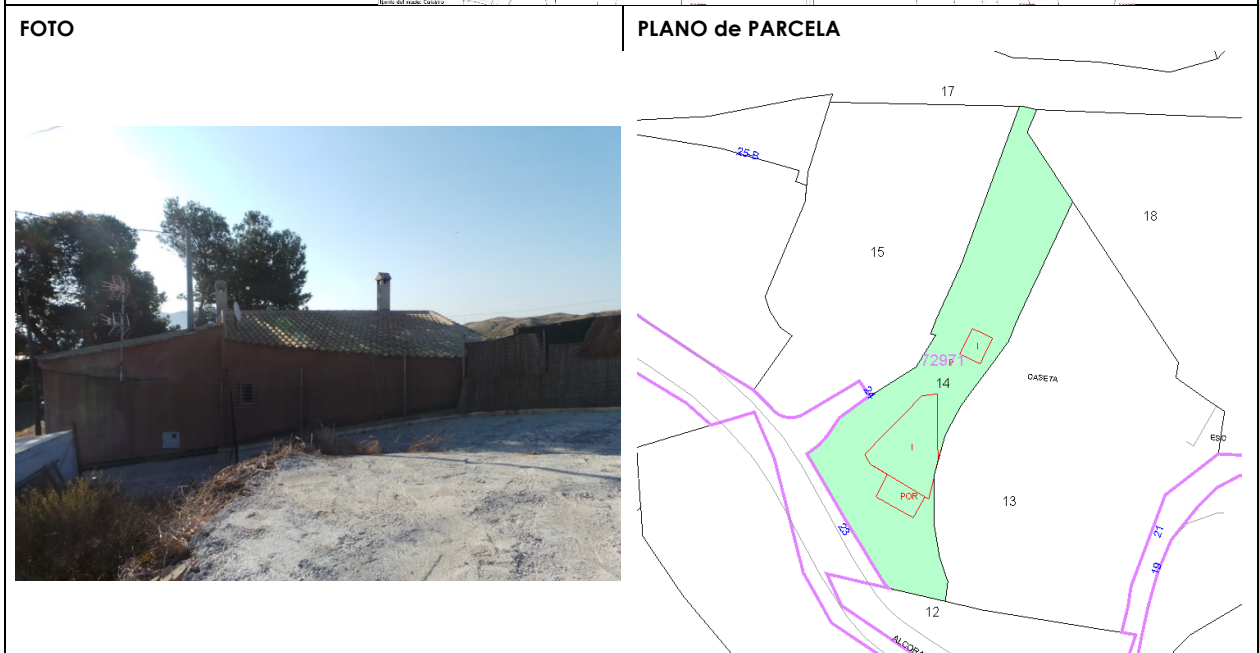 FOTO
PLANO de PARCELA
17
25-B
18
15
72971
I
P
14
CASETA
24
I
ESC
POR
13
23
21
19
12